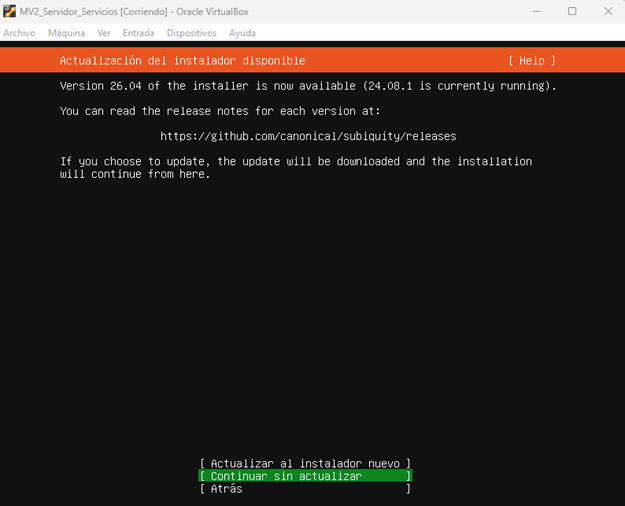 MV2_Servidor_Servicios [Corriendo] - Oracle VirtualBox
Archivo Máquina Ver Entrada Dispositivos Ayuda
Actualización del instalador disponible [ Help ]
Version 26.04 of the installer is now available (24.08.1 is currently running).
You can read the release notes for each version at:
https://github.com/canonical/subiquity/releases
If you choose to update, the update will be downloaded and the installation
will continue from here.
[ Actualizar al instalador nuevo ]
[ Continuar sin actualizar ]
[ Atrás ]